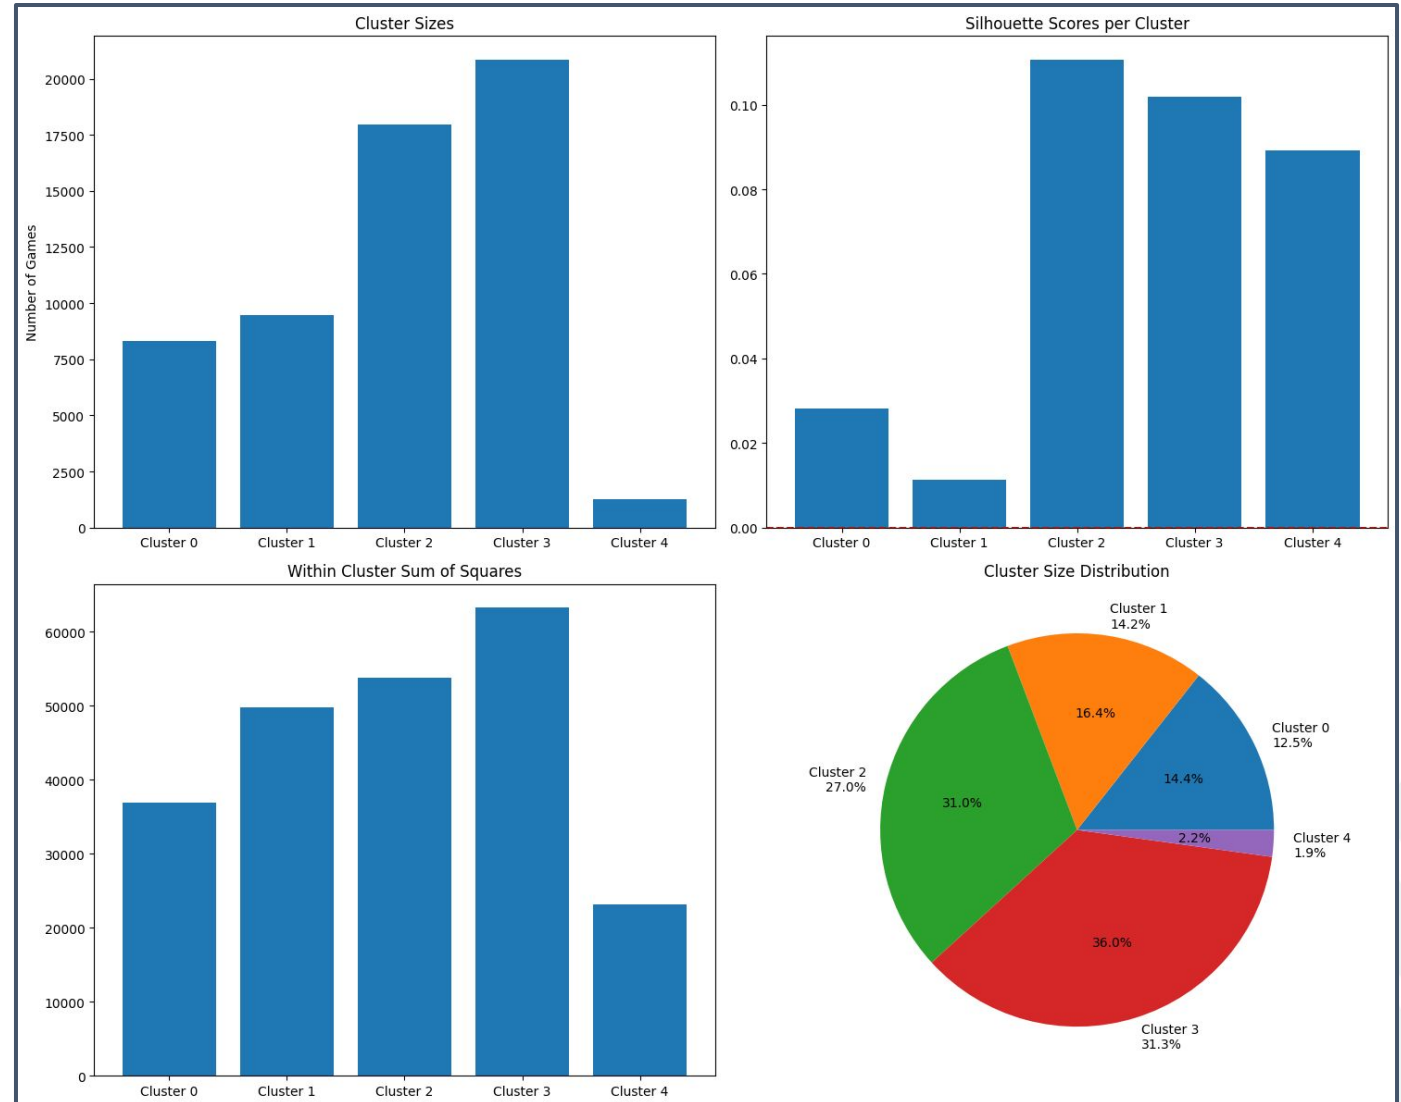 Cluster Sizes
Number of Games
20000
17500
15000
12500
10000
7500
5000
2500
0
Cluster 0
Cluster 1
Cluster 2
Cluster 3
Cluster 4
Silhouette Scores per Cluster
0.10
0.08
0.06
0.04
0.02
0.00
Cluster 0
Cluster 1
Cluster 2
Cluster 3
Cluster 4
Within Cluster Sum of Squares
60000
50000
40000
30000
20000
10000
0
Cluster 0
Cluster 1
Cluster 2
Cluster 3
Cluster 4
Cluster Size Distribution
Cluster 1
14.2%
16.4%
Cluster 0
12.5%
14.4%
Cluster 2
27.0%
31.0%
Cluster 4
1.9%
2.2%
36.0%
Cluster 3
31.3%